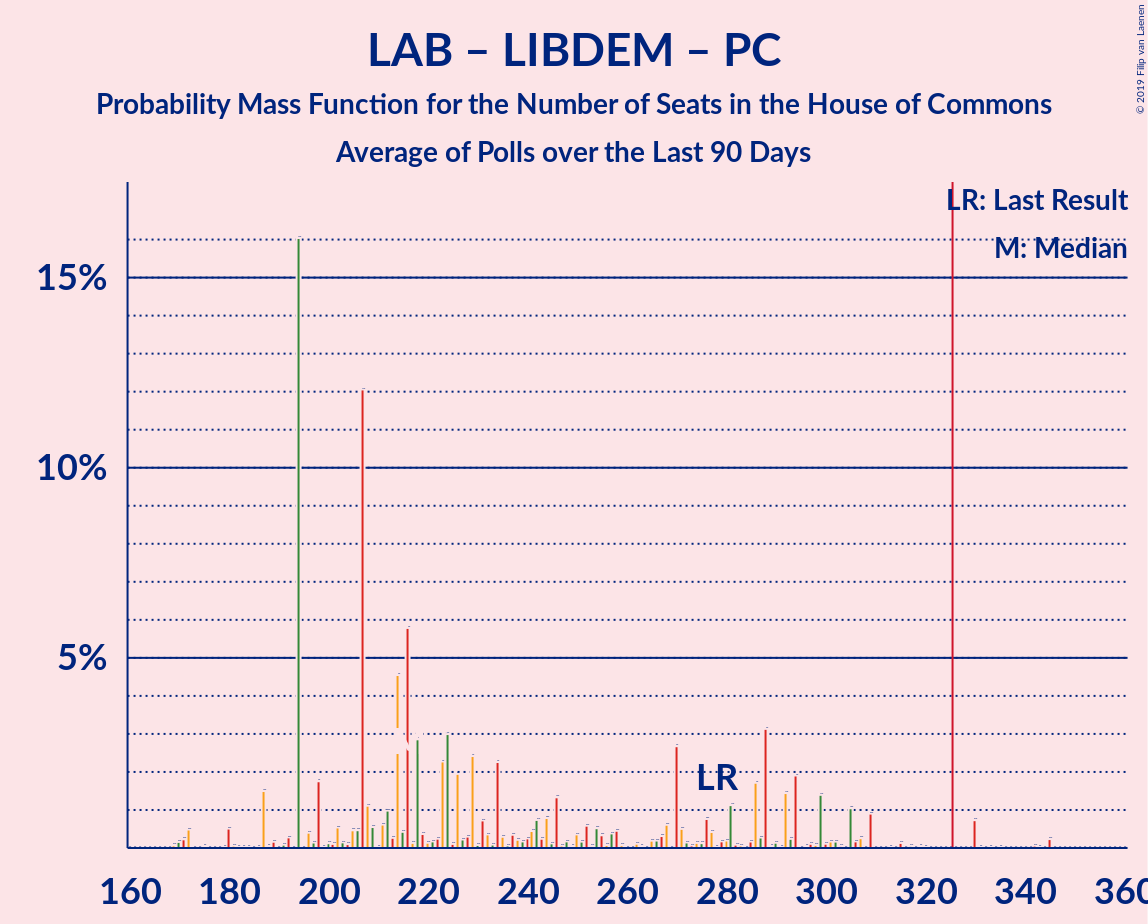 LAB – LIBDEM – PC
Probability Mass Function for the Number of Seats in the House of Commons
Average of Polls over the Last 90 Days
© 2019 Filip van Laenen
LR: Last Result
M: Median
15%
10%
5%
LR
160 180 200 220 240 260 280 300 320 340 360